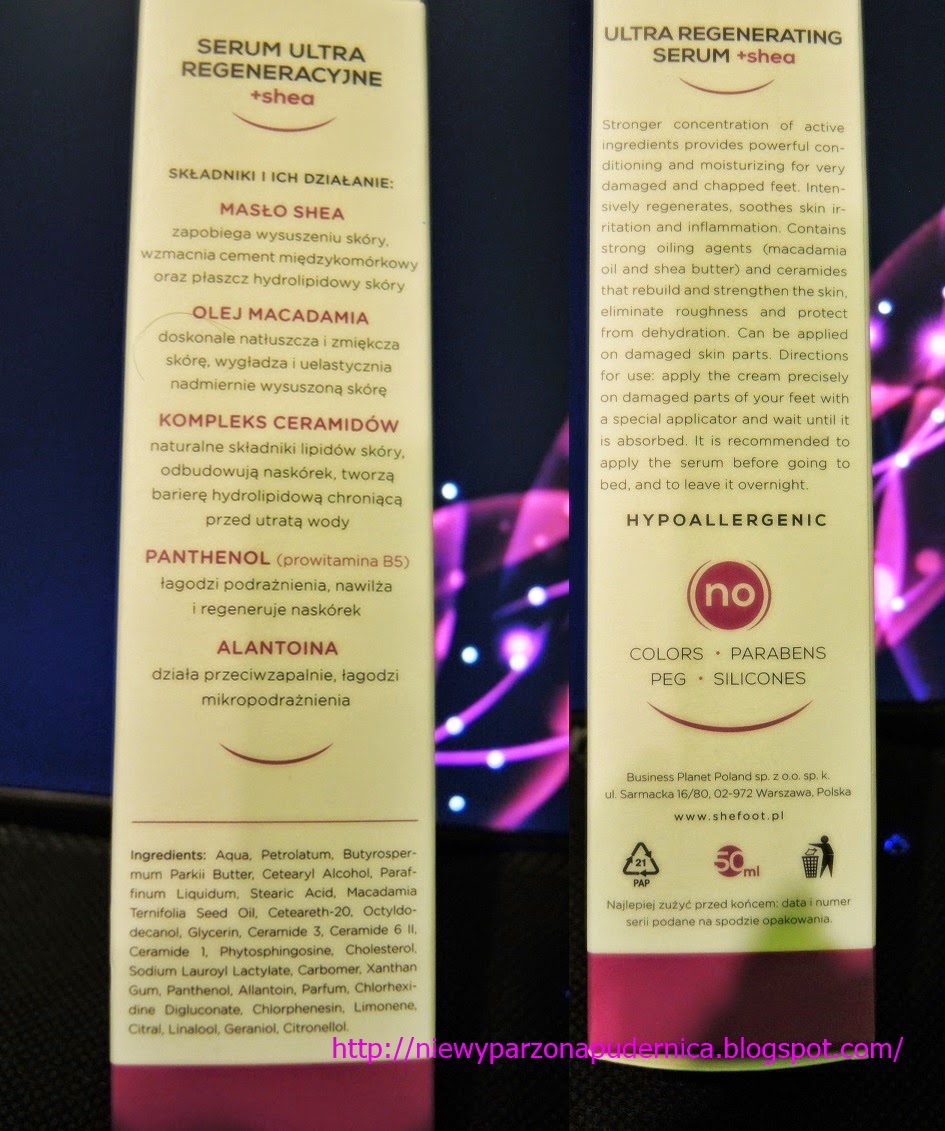 SERUM ULTRA
REGENERACYJNE
+shea
SKŁADNIKI I ICH DZIAŁANIE:
MASŁO SHEA
zapobiega wysuszeniu skóry,
wzmacnia cement międzykomórkowy
oraz płaszcz hydrolipidowy skóry
OLEJ MACADAMIA
doskonale natłuszcza i zmiękcza
skórę, wygładza i uelastycznia
nadmiernie wysuszoną skórę
KOMPLEKS CERAMIDÓW
naturalne składniki lipidów skóry,
odbudowują naskórek, tworzą
barierę hydrolipidową chroniącą
przed utratą wody
PANTHENOL (prowitamina B5)
łagodzi podrażnienia, nawilża
i regeneruje naskórek
ALANTOINA
działa przeciwzapalnie, łagodzi
mikropodrażnienia
Ingredients: Aqua, Petrolatum, Butyrosper-
mum Parkii Butter, Cetearyl Alcohol, Paraf-
finum Liquidum, Stearic Acid, Macadamia
Ternifolia Seed Oil, Ceteareth-20, Octyldo-
decanol, Glycerin, Ceramide 3, Ceramide 6 II,
Ceramide 1, Phytosphingosine, Cholesterol,
Sodium Lauroyl Lactylate, Carbomer, Xanthan
Gum, Panthenol, Allantoin, Parfum, Chlorhexi-
dine Digluconate, Chlorphenesin, Limonene,
Citral, Linalool, Geraniol, Citronellol.
ULTRA REGENERATING
SERUM +shea
Stronger concentration of active
ingredients provides powerful con-
ditioning and moisturizing for very
damaged and chapped feet. Inten-
sively regenerates, soothes skin ir-
ritation and inflammation. Contains
strong oiling agents (macadamia
oil and shea butter) and ceramides
that rebuild and strengthen the skin,
eliminate roughness and protect
from dehydration. Can be applied
on damaged skin parts. Directions
for use: apply the cream precisely
on damaged parts of your feet with
a special applicator and wait until it
is absorbed. It is recommended to
apply the serum before going to
bed, and to leave it overnight.
HYPOALLERGENIC
no
COLORS • PARABENS
PEG • SILICONES
Business Planet Poland sp. z o.o. sp. k.
ul. Sarmacka 16/80, 02-972 Warszawa, Polska
www.shefoot.pl
21
PAP
50 ml
Najlepiej zużyć przed końcem: data i numer
serii podane na spodzie opakowania.
http://niewyparzonapudernica.blogspot.com/